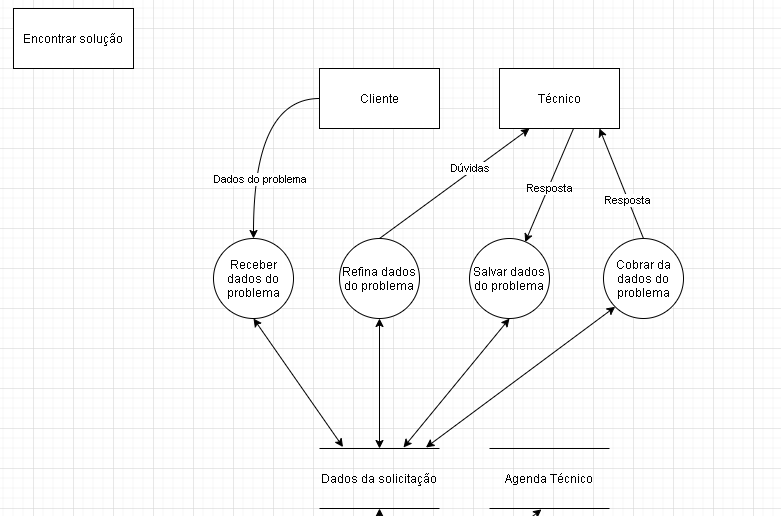 Encontrar solução
Cliente
Técnico
Dúvidas
Dados do problema
Resposta
Resposta
Receber
dados do
problema
Refina dados
do problema
Salvar dados
do problema
Cobrar da
dados do
problema
Dados da solicitação
Agenda Técnico